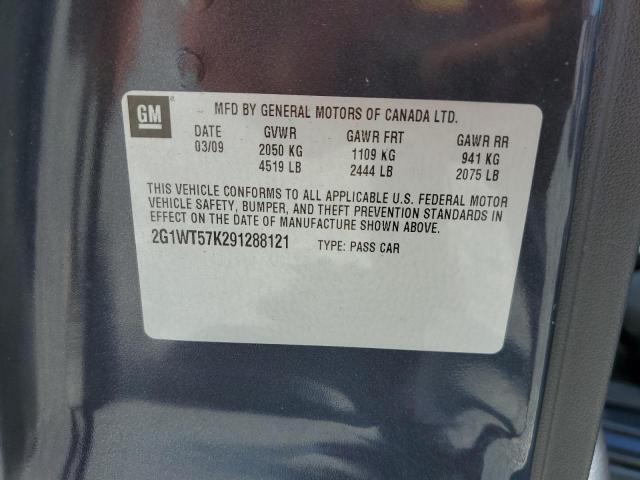 GM ®
MFD BY GENERAL MOTORS OF CANADA LTD.
DATE GVWR GAWR FRT GAWR RR
03/09 2050 KG 1109 KG 941 KG
4519 LB 2444 LB 2075 LB
THIS VEHICLE CONFORMS TO ALL APPLICABLE U.S. FEDERAL MOTOR
VEHICLE SAFETY, BUMPER, AND THEFT PREVENTION STANDARDS IN
EFFECT ON THE DATE OF MANUFACTURE SHOWN ABOVE.
2G1WT57K291288121 TYPE: PASS CAR